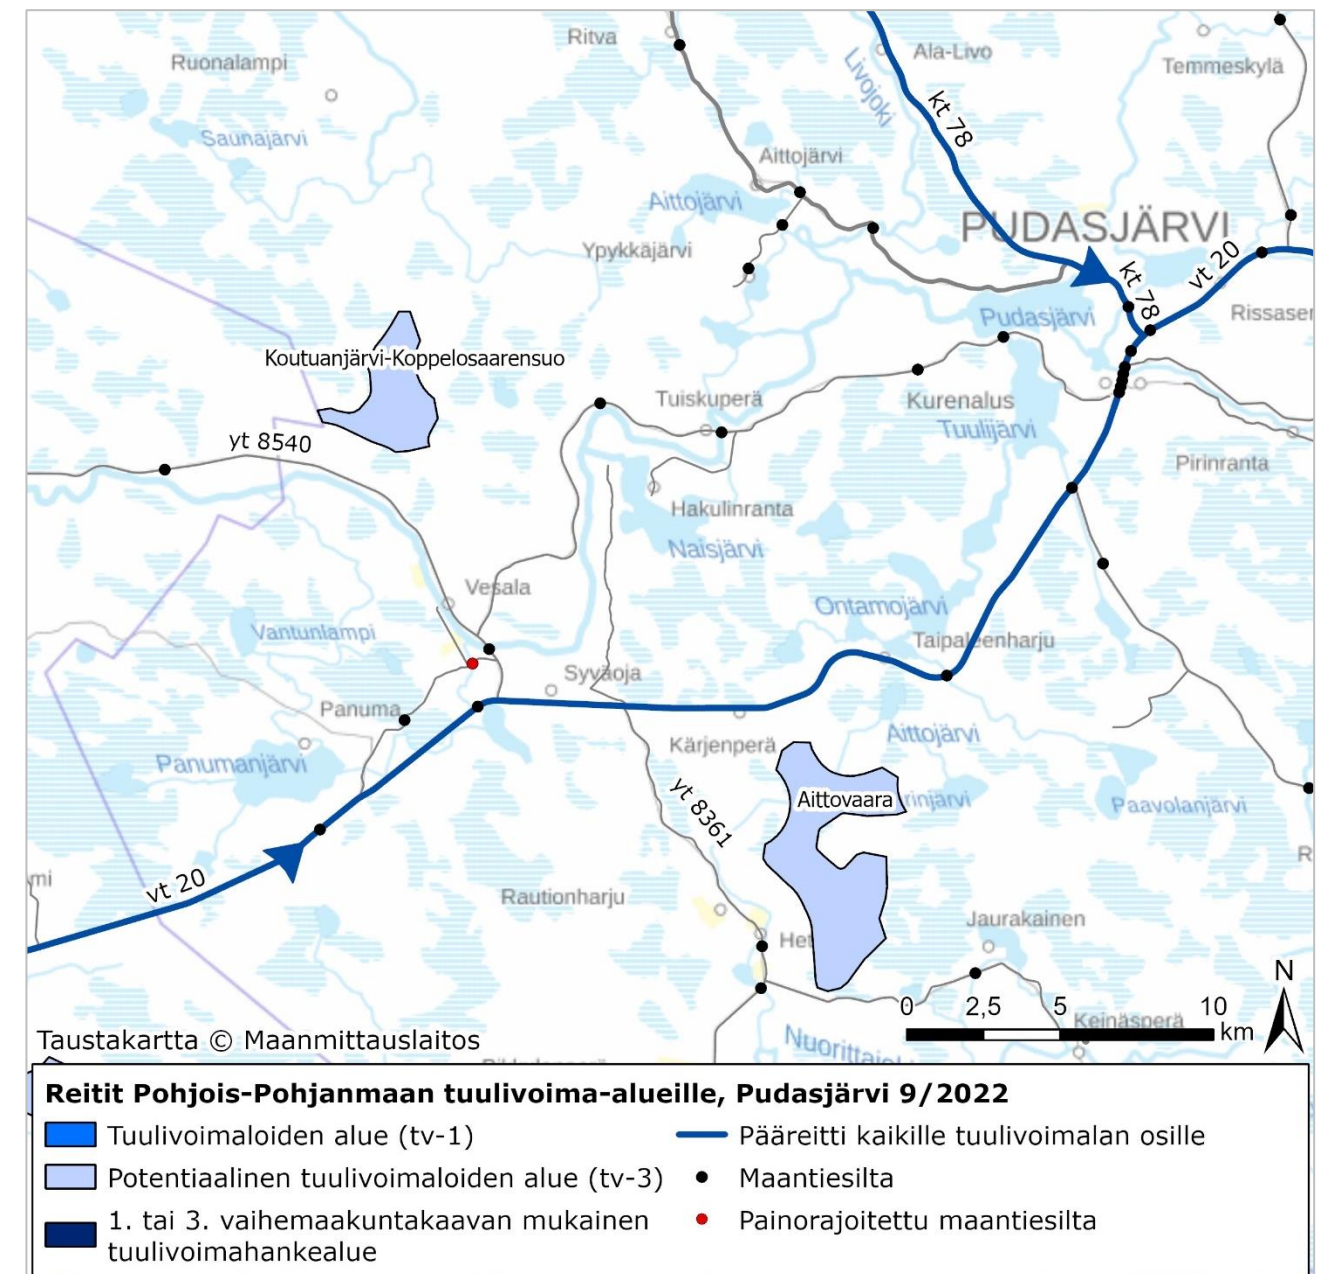 Ritva
Ala-Livo
Ruonalampi
Temmeskylä
Livojoki
kt 78
Saunajärvi
Aittojärvi
Aittojärvi
PUDASJÄRVI
Ypykkäjärvi
vt 20
kt 78
Pudasjärvi
Koutuanjärvi-Koppelosaarensuo
Tuiskuperä
Kurenalus
Tuulijärvi
yt 8540
Pirinranta
Hakulinranta
Naisjärvi
Vesala
Ontamojärvi
Vantunlampi
Taipaleenharju
Syväoja
Panuma
Aittojärvi
Kärjenperä
Panumanjärvi
yt 8361
Aittovaara
Paavolanjärvi
vt 20
Rautionharju
Jaurakainen
N
0 2,5 5 10
km
Keinäsperä
Taustakartta © Maanmittauslaitos
Reitit Pohjois-Pohjanmaan tuulivoima-alueille, Pudasjärvi 9/2022
Tuulivoimaloiden alue (tv-1)
Pääreitti kaikille tuulivoimalan osille
Potentiaalinen tuulivoimaloiden alue (tv-3)
Maantiesilta
1. tai 3. vaihemaakuntakaavan mukainen
tuulivoimahankealue
Painorajoitettu maantiesilta